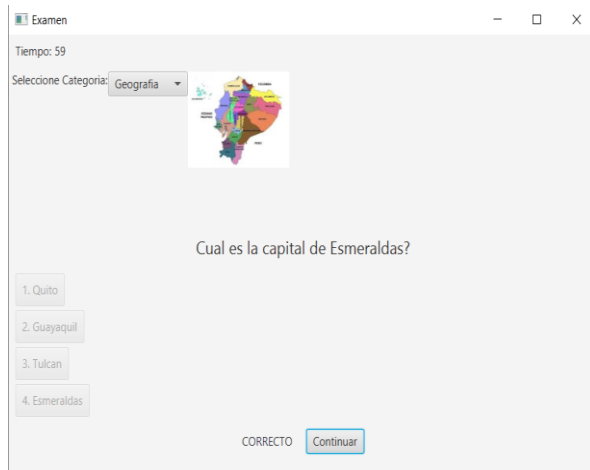 Examen
Tiempo: 59
Seleccione Categoria: Geografia
Cual es la capital de Esmeraldas?
1. Quito
2. Guayaquil
3. Tulcan
4. Esmeraldas
CORRECTO Continuar